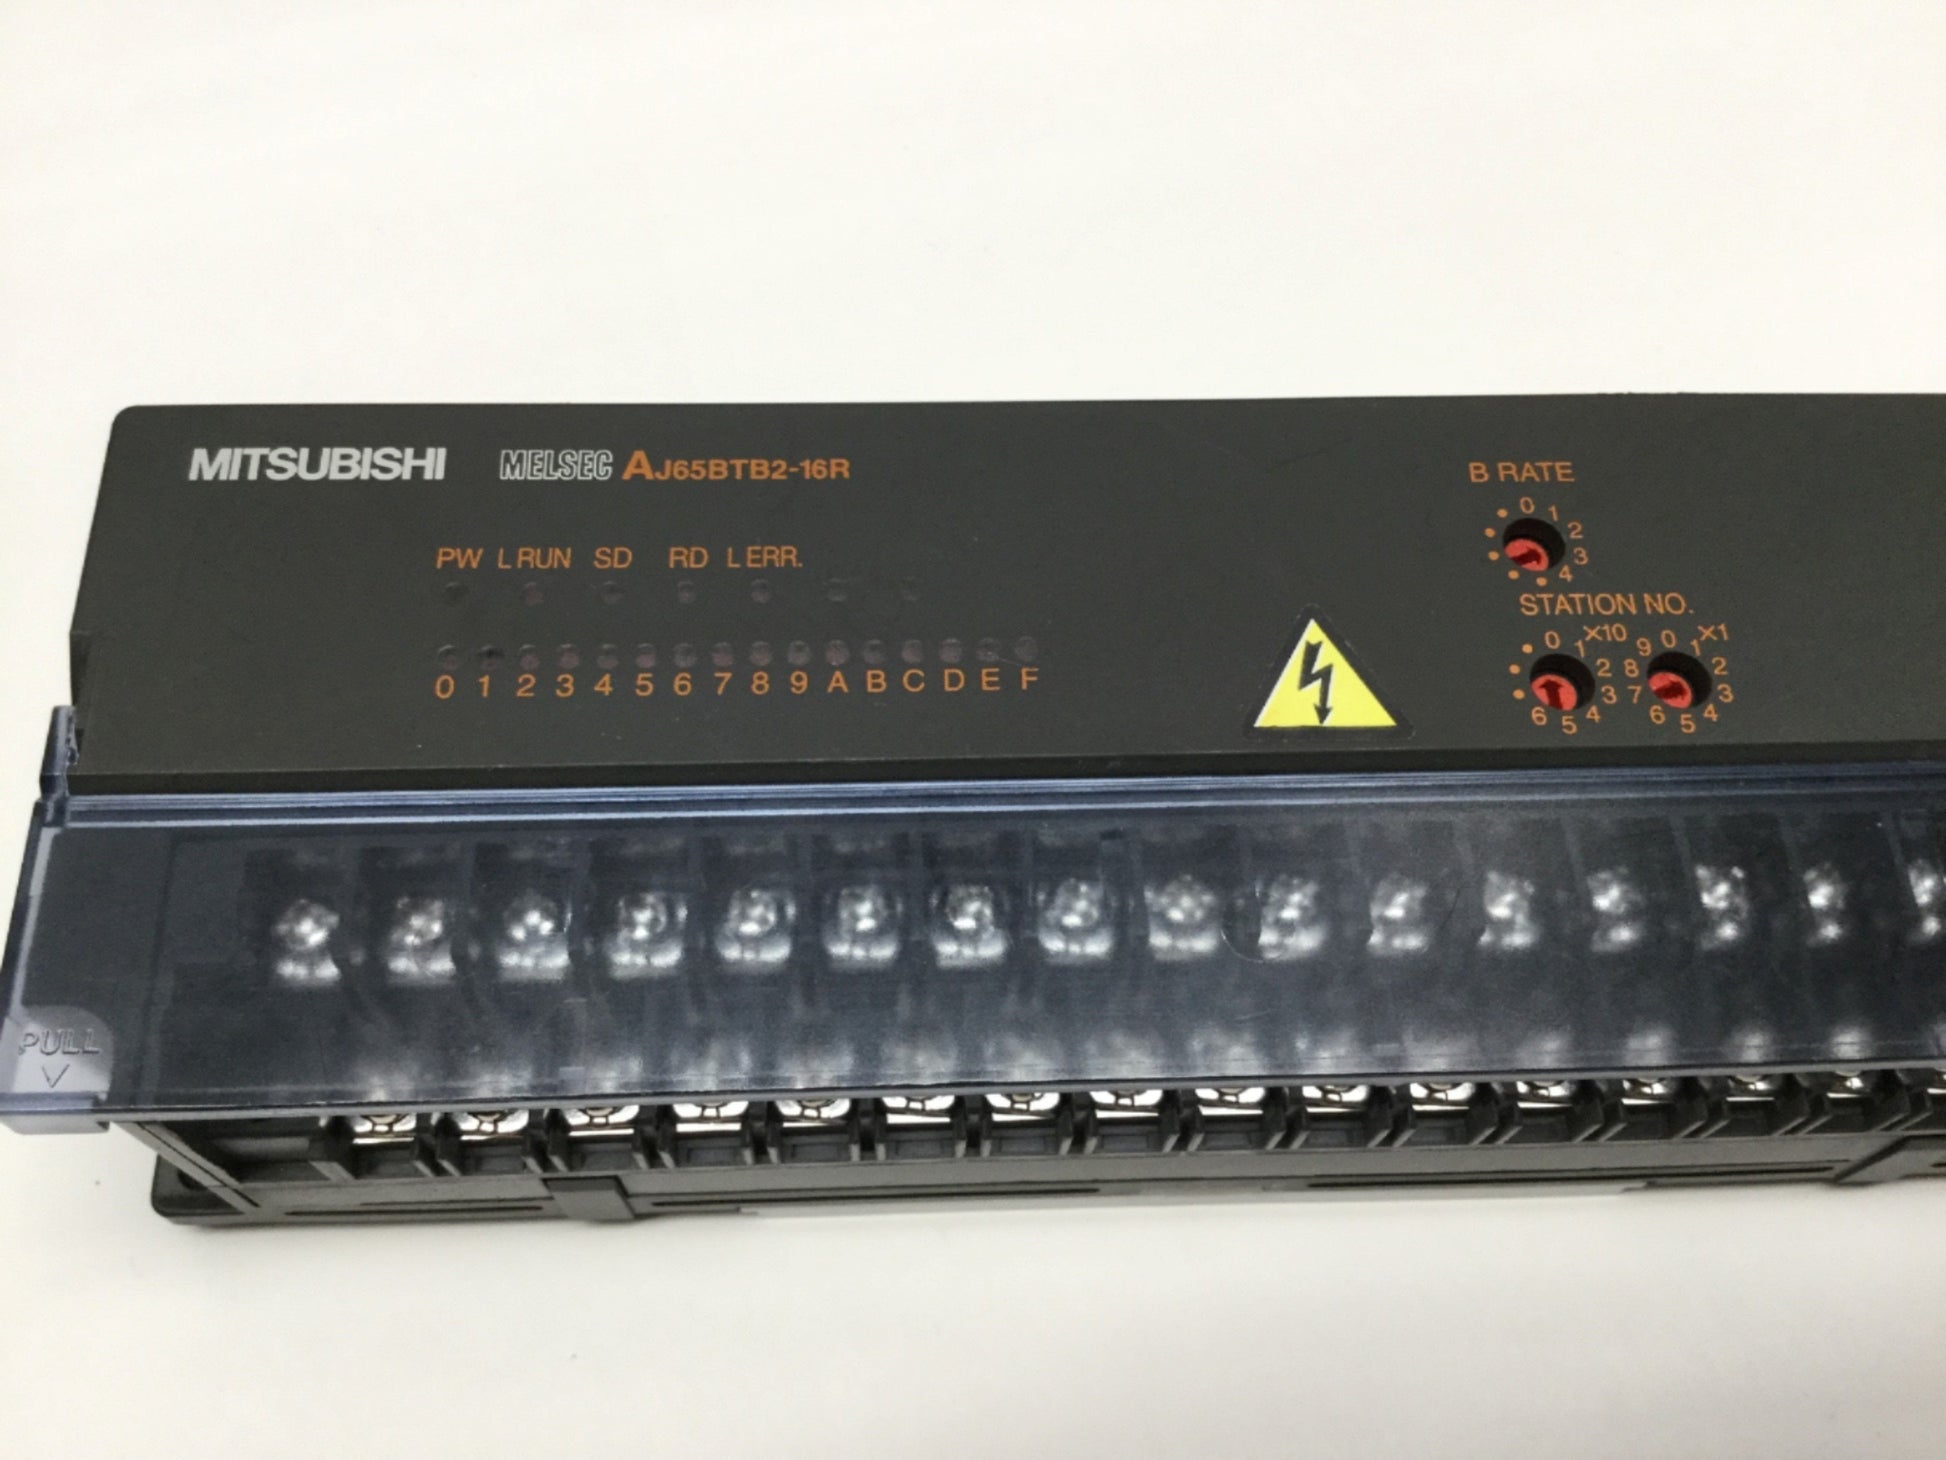 MITSUBISHI MELSEC AJ65BTB2-16R
B RATE
0 1 2 3 4
PW L RUN SD RD L ERR.
0 1 2 3 4 5 6 7 8 9 A B C D E F
STATION NO.
X10 X1
0 1 2 3 4 5 6
0 1 2 3 4 5 6 7 8 9
PULL